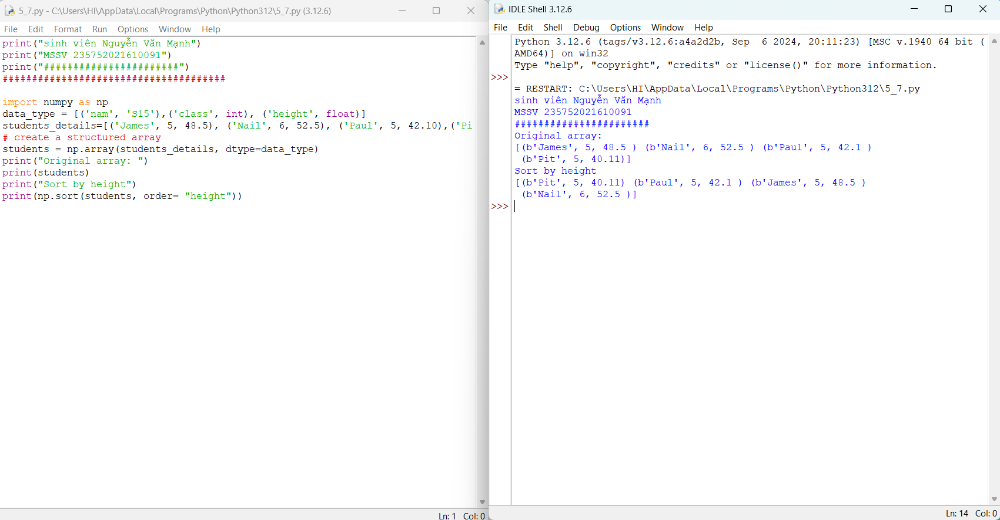 5_7.py - C:\Users\HI\AppData\Local\Programs\Python\Python312\5_7.py (3.12.6)
File Edit Format Run Options Window Help
print("sinh viên Nguyễn Văn Mạnh")
print("MSSV 235752021610091")
print("#######################")
######################################
import numpy as np
data_type = [('nam', 'S15'),('class', int), ('height', float)]
students_details=[('James', 5, 48.5), ('Nail', 6, 52.5), ('Paul', 5, 42.10),('Pi
# create a structured array
students = np.array(students_details, dtype=data_type)
print("Original array: ")
print(students)
print("Sort by height")
print(np.sort(students, order= "height"))
Ln: 1 Col: 0
IDLE Shell 3.12.6
File Edit Shell Debug Options Window Help
Python 3.12.6 (tags/v3.12.6:a4a2d2b, Sep  6 2024, 20:11:23) [MSC v.1940 64 bit (
AMD64)] on win32
Type "help", "copyright", "credits" or "license()" for more information.
>>>
= RESTART: C:\Users\HI\AppData\Local\Programs\Python\Python312\5_7.py
sinh viên Nguyễn Văn Mạnh
MSSV 235752021610091
#######################
Original array:
[(b'James', 5, 48.5 ) (b'Nail', 6, 52.5 ) (b'Paul', 5, 42.1 )
 (b'Pit', 5, 40.11)]
Sort by height
[(b'Pit', 5, 40.11) (b'Paul', 5, 42.1 ) (b'James', 5, 48.5 )
 (b'Nail', 6, 52.5 )]
>>>
Ln: 14 Col: 0